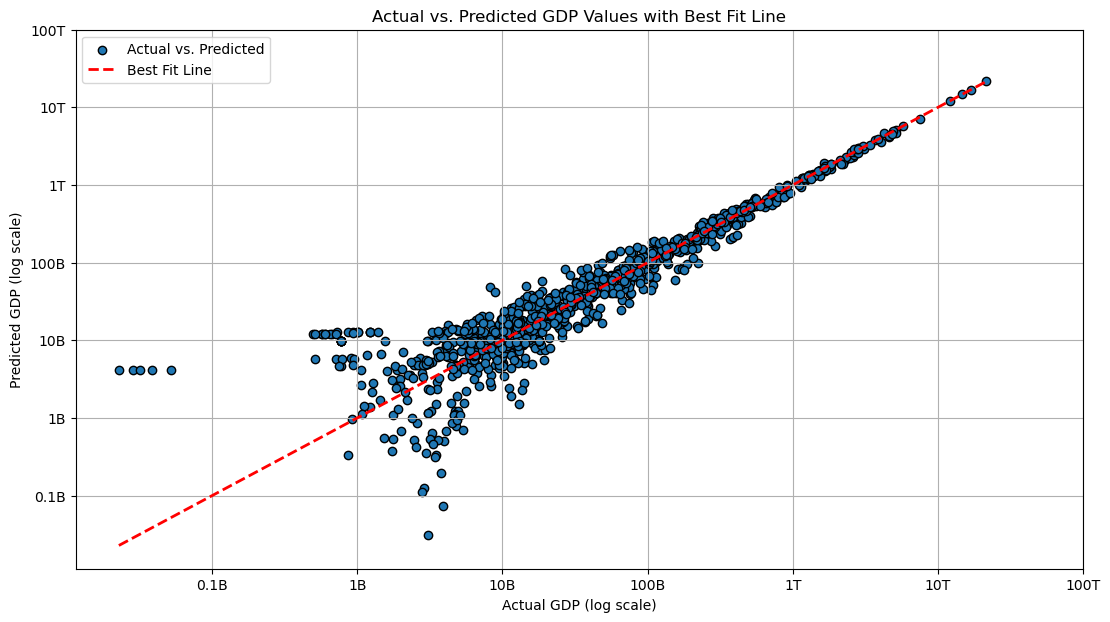 Actual vs. Predicted GDP Values with Best Fit Line
100T
Actual vs. Predicted
Best Fit Line
10T
1T
100B
10B
1B
0.1B
Predicted GDP (log scale)
0.1B 1B 10B 100B 1T 10T 100T
Actual GDP (log scale)